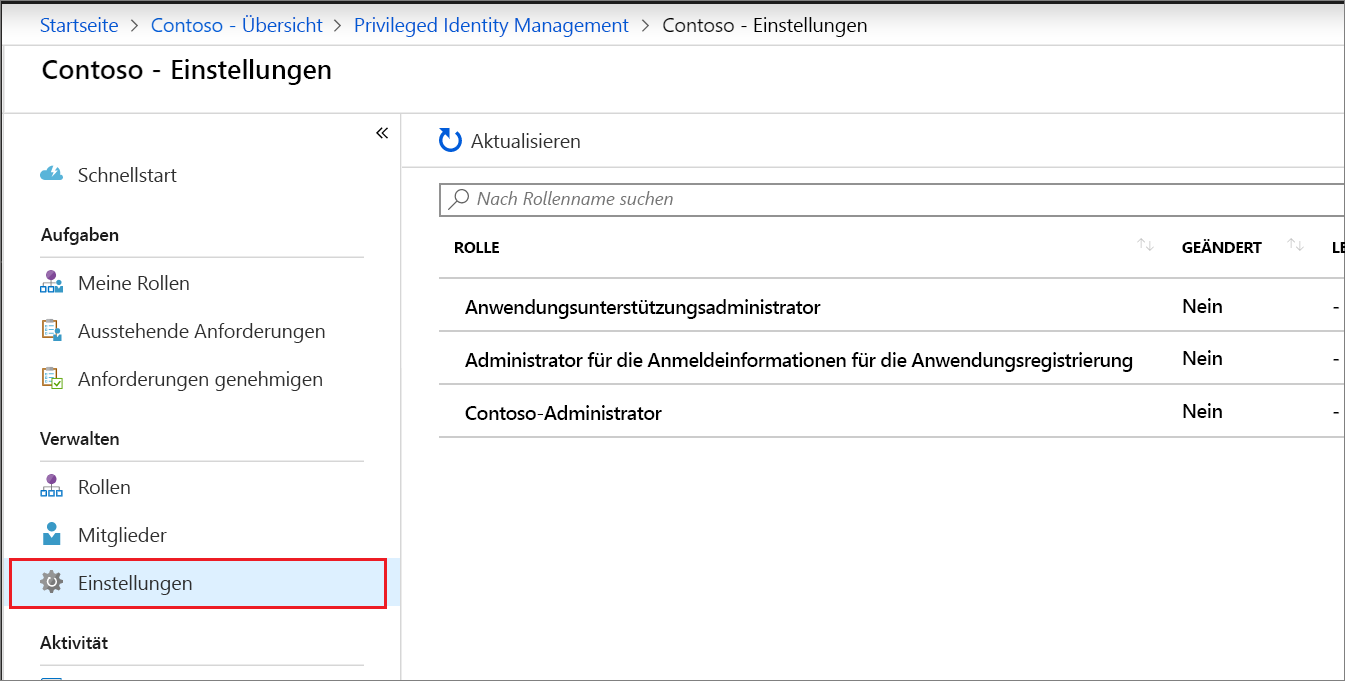 Startseite > Contoso - Übersicht > Privileged Identity Management > Contoso - Einstellungen
Contoso - Einstellungen
«
Schnellstart
Aufgaben
Meine Rollen
Ausstehende Anforderungen
Anforderungen genehmigen
Verwalten
Rollen
Mitglieder
Einstellungen
Aktivität
Aktualisieren
Nach Rollenname suchen
ROLLE ↑↓ GEÄNDERT ↑↓ LE
Anwendungsunterstützungsadministrator Nein -
Administrator für die Anmeldeinformationen für die Anwendungsregistrierung Nein -
Contoso-Administrator Nein -